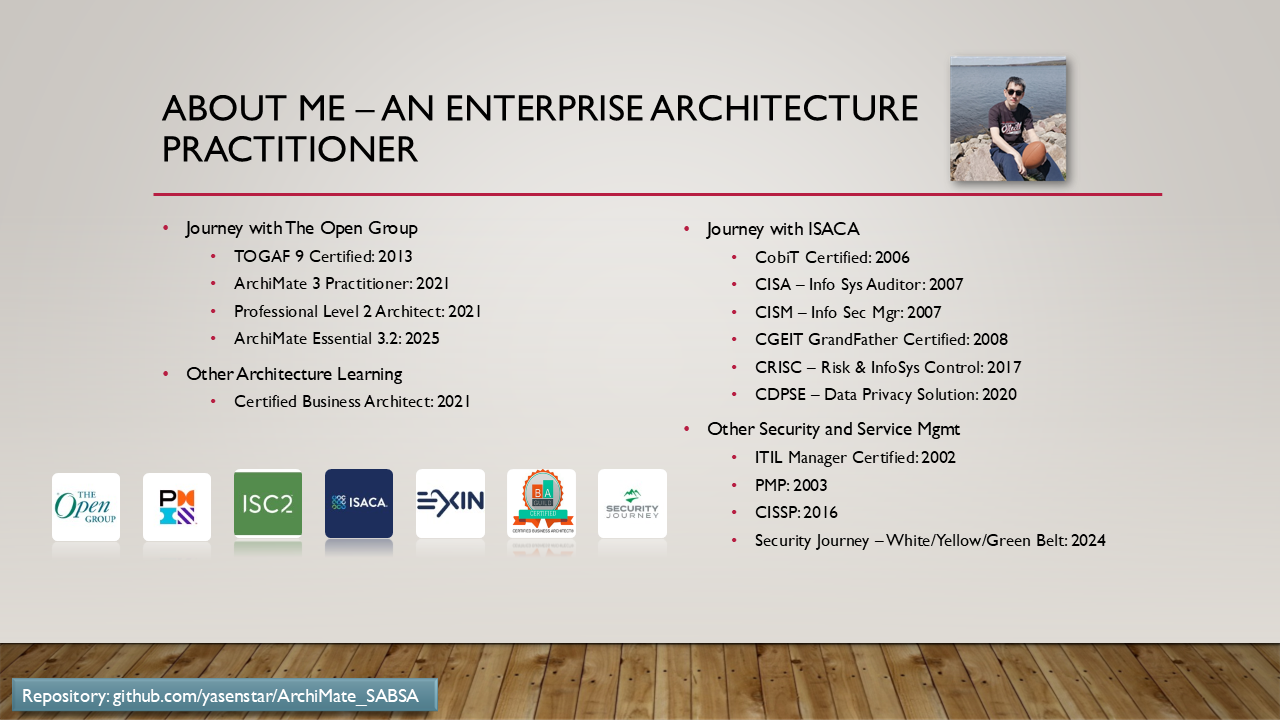 ABOUT ME – AN ENTERPRISE ARCHITECTURE
PRACTITIONER
• Journey with The Open Group
• TOGAF 9 Certified: 2013
• ArchiMate 3 Practitioner: 2021
• Professional Level 2 Architect: 2021
• ArchiMate Essential 3.2: 2025
• Other Architecture Learning
• Certified Business Architect: 2021
• Journey with ISACA
• CobiT Certified: 2006
• CISA – Info Sys Auditor: 2007
• CISM – Info Sec Mgr: 2007
• CGEIT GrandFather Certified: 2008
• CRISC – Risk & InfoSys Control: 2017
• CDPSE – Data Privacy Solution: 2020
• Other Security and Service Mgmt
• ITIL Manager Certified: 2002
• PMP: 2003
• CISSP: 2016
• Security Journey – White/Yellow/Green Belt: 2024
THE
Open
GROUP
PM
ISC2
ISACA.
EXIN
BA
GUILD
CERTIFIED
SECURITY
JOURNEY
Repository: github.com/yasenstar/ArchiMate_SABSA